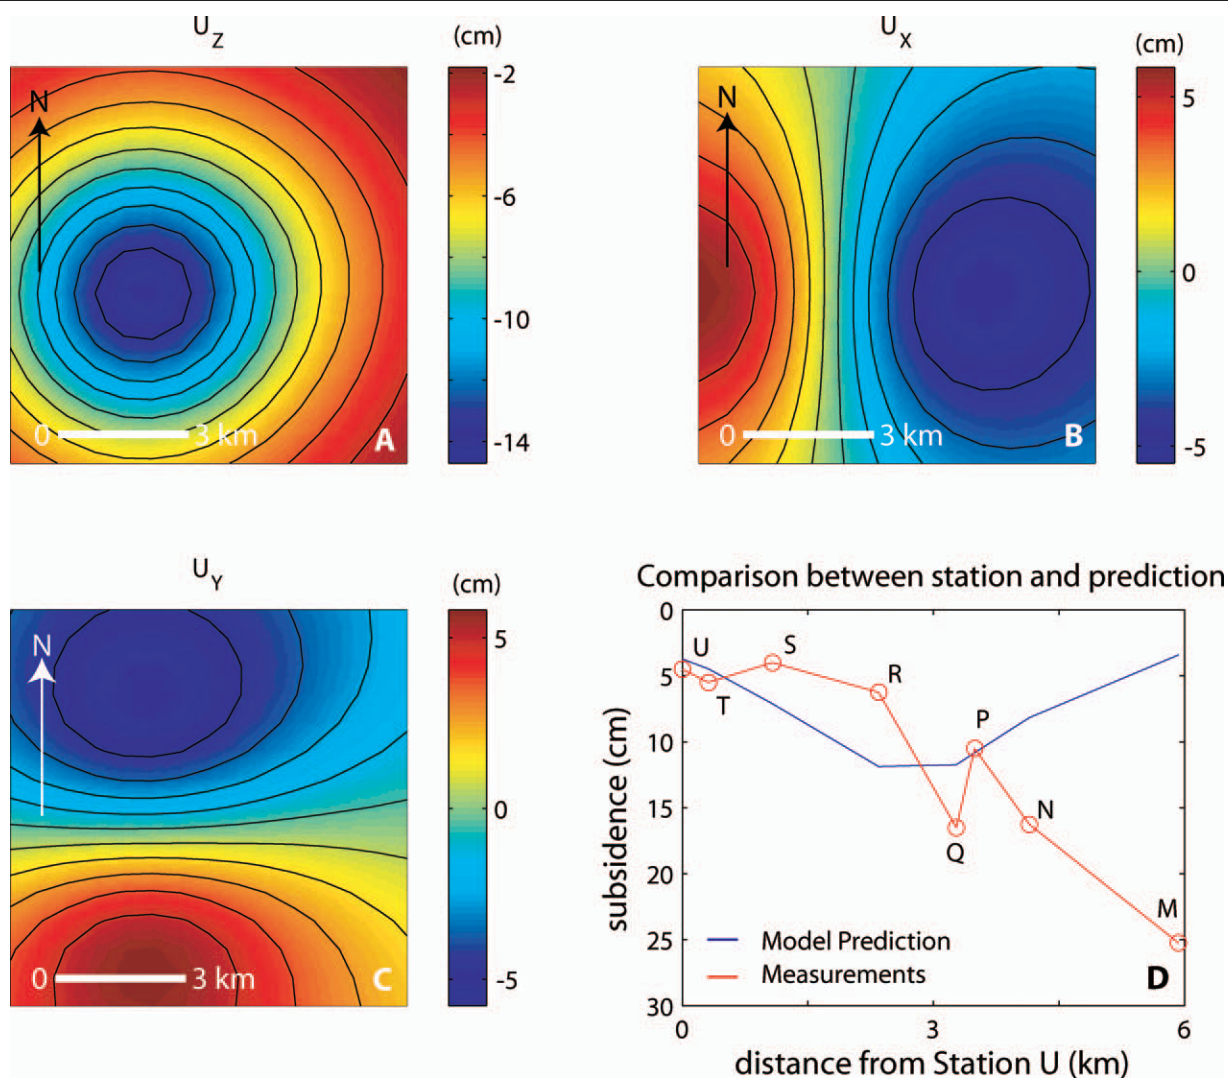 U_Z
(cm)
N
-2
-6
-10
-14
0 3 km
A
U_X
(cm)
N
5
0
-5
0 3 km
B
U_Y
(cm)
N
5
0
-5
0 3 km
C
Comparison between station and prediction
subsidence (cm)
0
5
10
15
20
25
30
U
T
S
R
Q
P
N
M
Model Prediction
Measurements
D
0 3 6
distance from Station U (km)